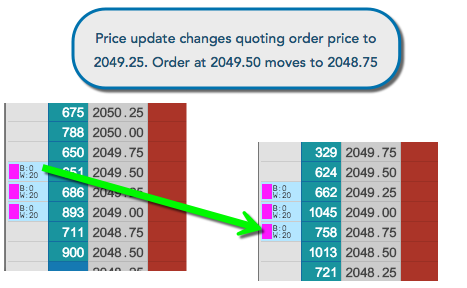 Price update changes quoting order price to
2049.25. Order at 2049.50 moves to 2048.75
675 2050.25
788 2050.00
650 2049.75
B:0
W:20
651 2049.50
B:0
W:20
686 2049.25
B:0
W:20
893 2049.00
711 2048.75
900 2048.50
2048.25
329 2049.75
624 2049.50
B:0
W:20
662 2049.25
B:0
W:20
1045 2049.00
B:0
W:20
758 2048.75
1013 2048.50
721 2048.25